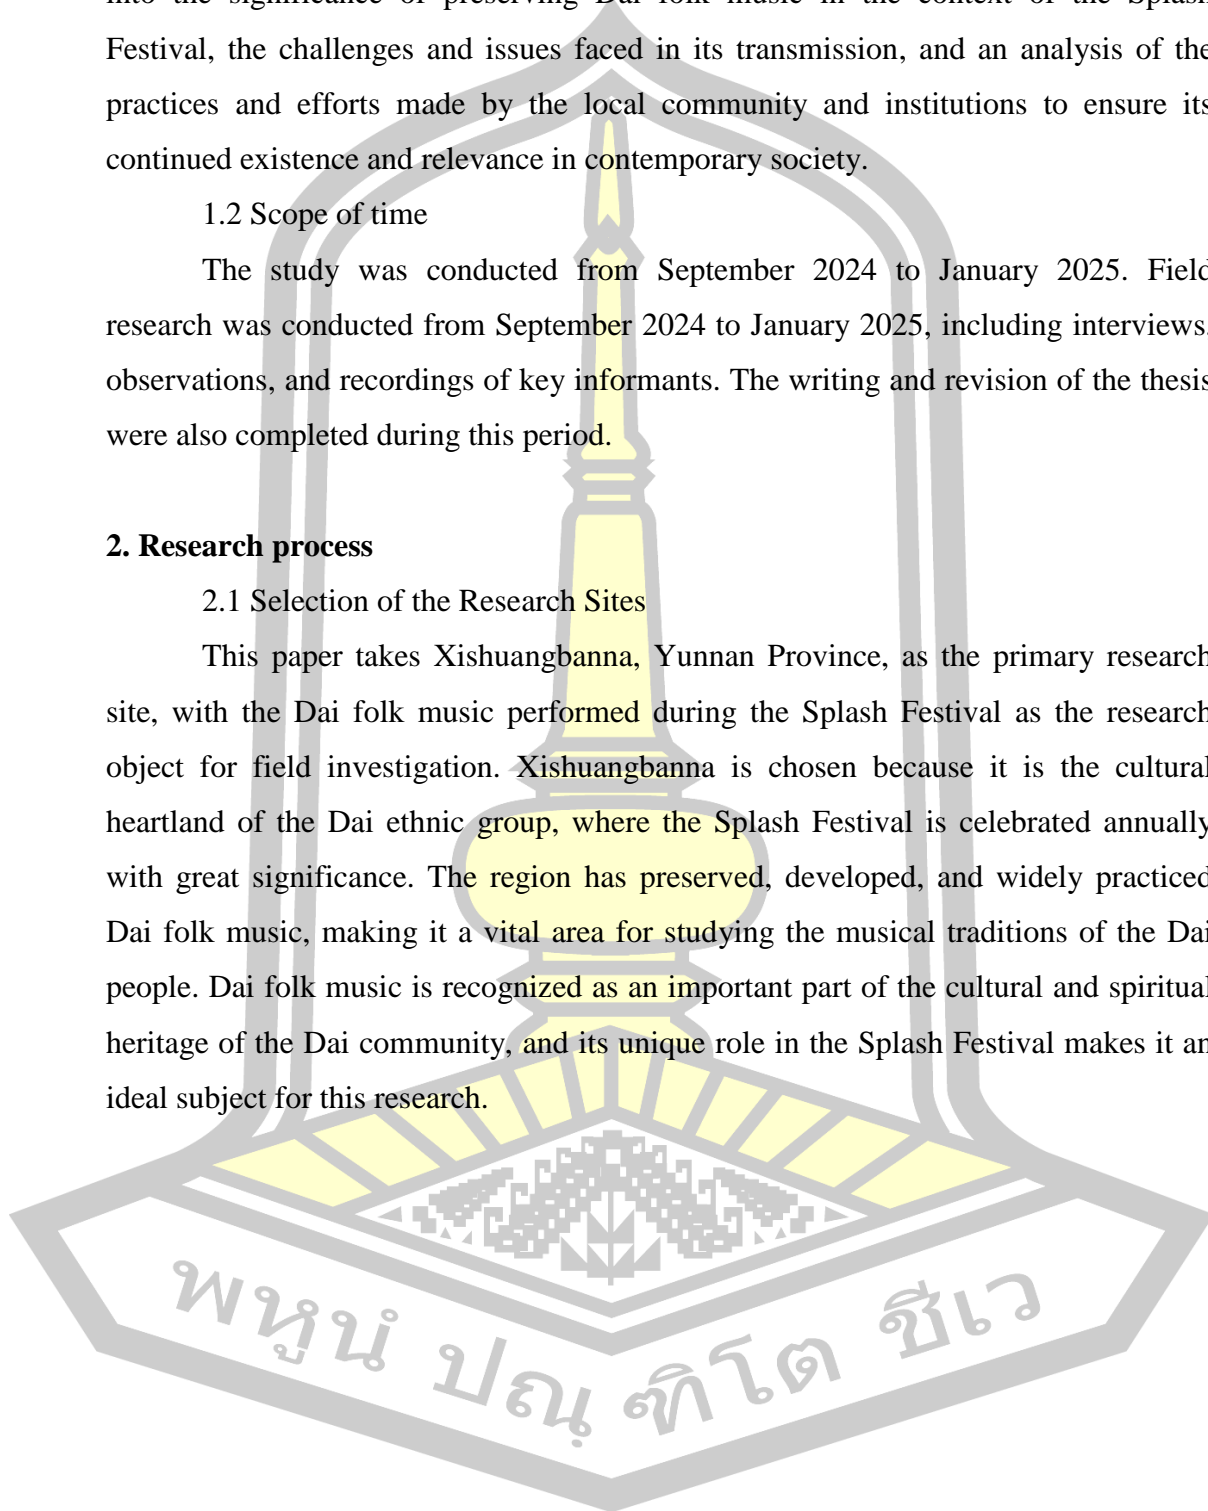 into the significance of preserving Dai folk music in the context of the Splash
Festival, the challenges and issues faced in its transmission, and an analysis of the
practices and efforts made by the local community and institutions to ensure its
continued existence and relevance in contemporary society.
1.2 Scope of time
The study was conducted from September 2024 to January 2025. Field
research was conducted from September 2024 to January 2025, including interviews,
observations, and recordings of key informants. The writing and revision of the thesis
were also completed during this period.
2. Research process
2.1 Selection of the Research Sites
This paper takes Xishuangbanna, Yunnan Province, as the primary research
site, with the Dai folk music performed during the Splash Festival as the research
object for field investigation. Xishuangbanna is chosen because it is the cultural
heartland of the Dai ethnic group, where the Splash Festival is celebrated annually
with great significance. The region has preserved, developed, and widely practiced
Dai folk music, making it a vital area for studying the musical traditions of the Dai
people. Dai folk music is recognized as an important part of the cultural and spiritual
heritage of the Dai community, and its unique role in the Splash Festival makes it an
ideal subject for this research.
พหูนํ ปณฺฑิโต ชีเว